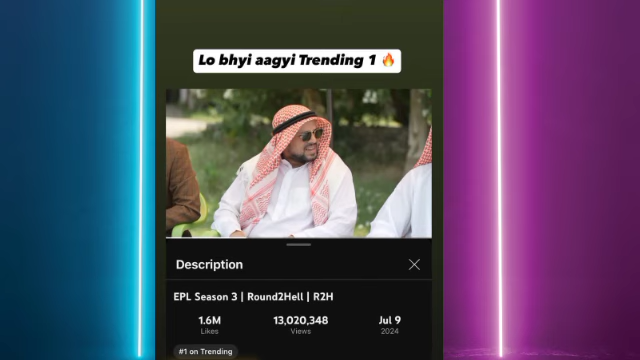 Lo bhyi aagyi Trending 1 🔥
Description
EPL Season 3 | Round2Hell | R2H
1.6M 13,020,348 Jul 9
Likes Views 2024
#1 on Trending